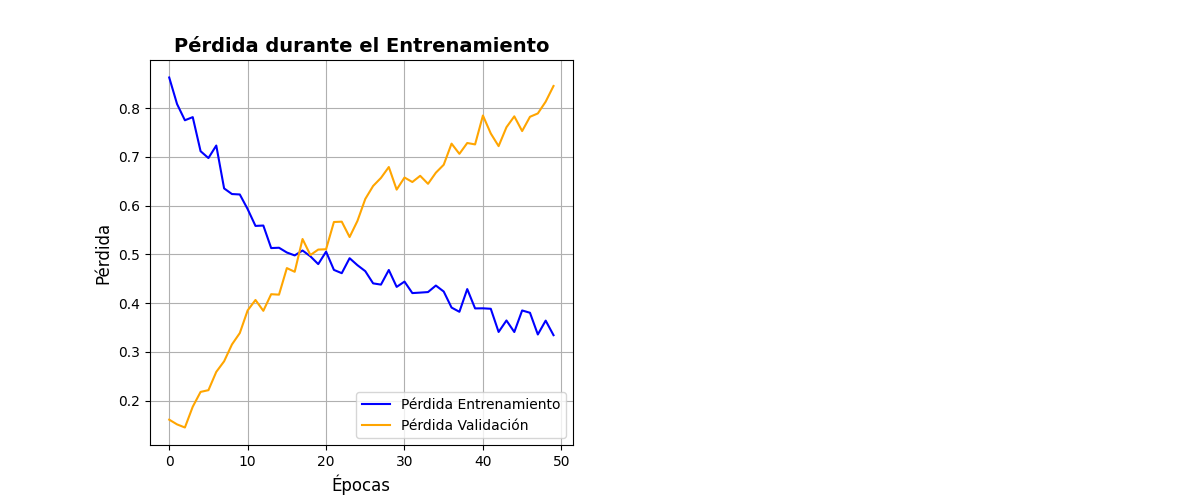 Pérdida durante el Entrenamiento
Pérdida
0.8
0.7
0.6
0.5
0.4
0.3
0.2
Pérdida Entrenamiento
Pérdida Validación
0 10 20 30 40 50
Épocas